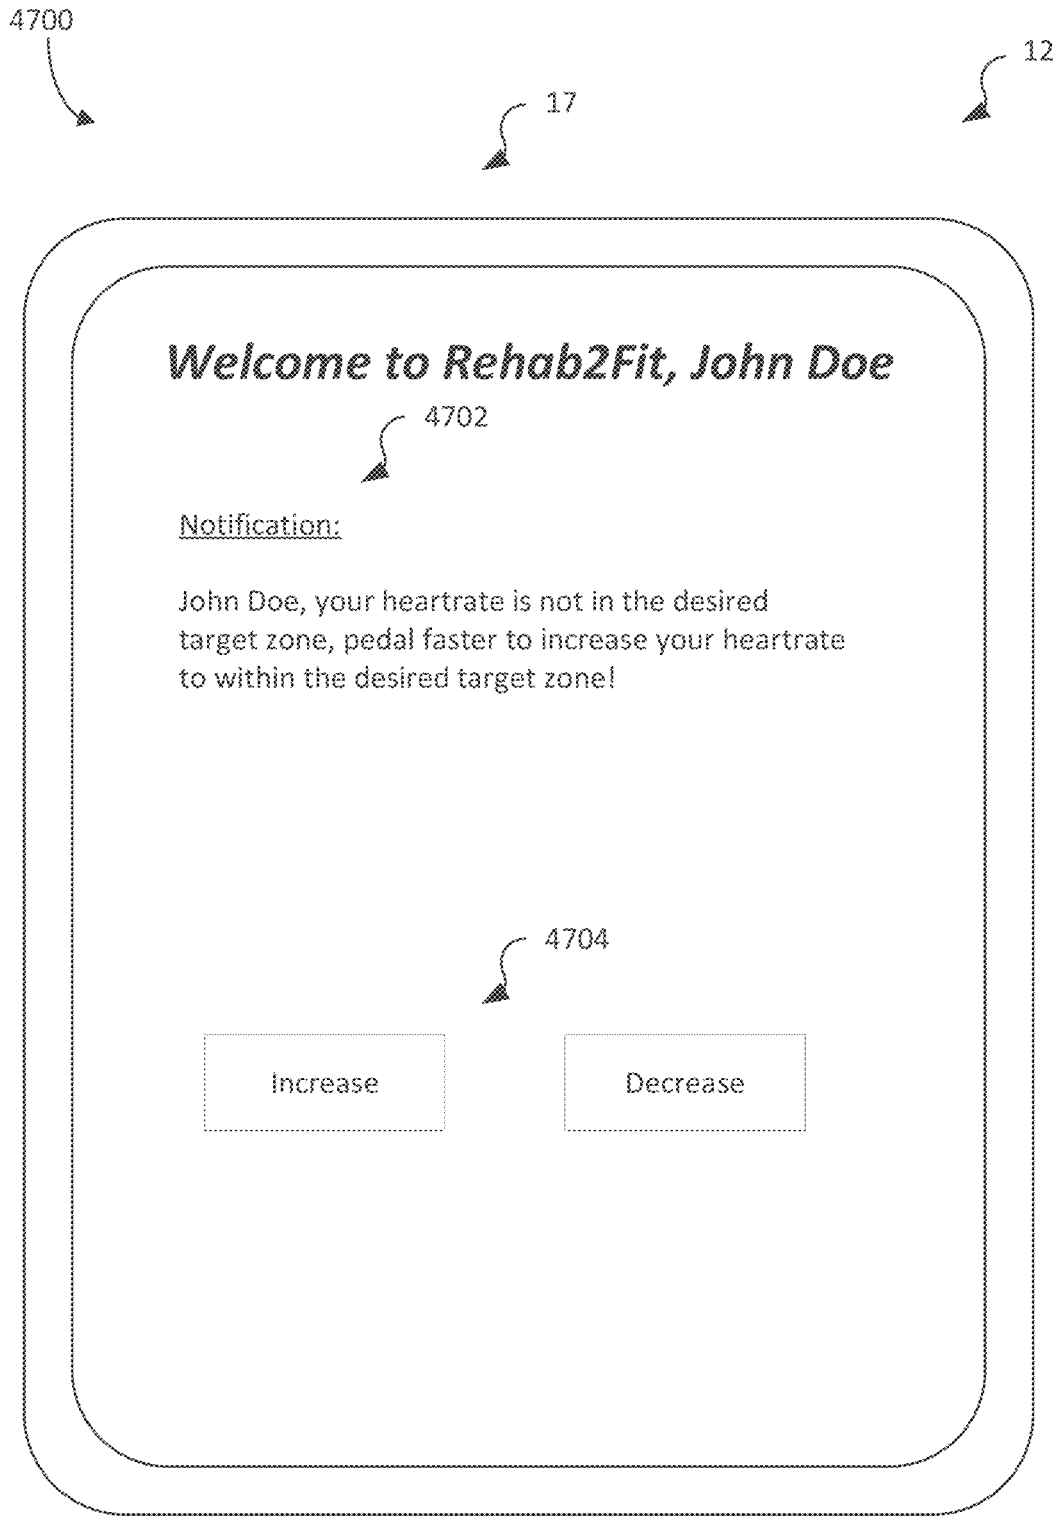 4700
12
17
Welcome to Rehab2Fit, John Doe
4702
Notification:
John Doe, your heartrate is not in the desired
target zone, pedal faster to increase your heartrate
to within the desired target zone!
4704
Increase
Decrease